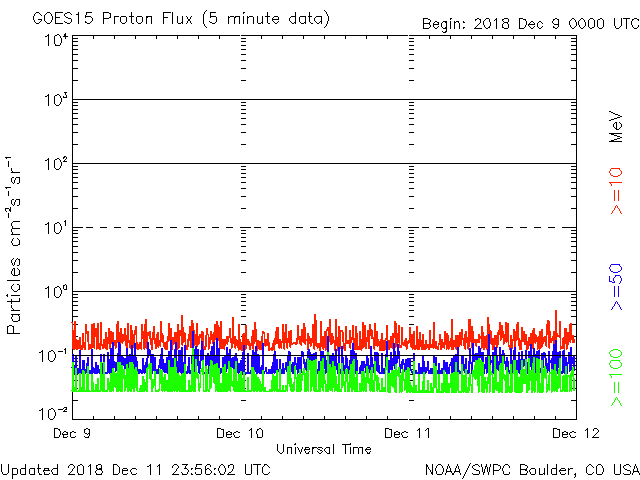 GOES15 Proton Flux (5 minute data)
Begin: 2018 Dec 9 0000 UTC
Particles cm⁻²s⁻¹sr⁻¹
10⁴
10³
10²
10¹
10⁰
10⁻¹
10⁻²
Dec 9
Dec 10
Dec 11
Dec 12
Universal Time
MeV
>=10
>=50
>=100
Updated 2018 Dec 11 23:56:02 UTC
NOAA/SWPC Boulder, CO USA